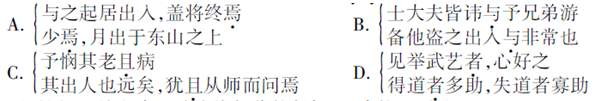 A. 与之起居出入,盖将终焉 B. 士大夫皆讳与予兄弟游
少焉,月出于东山之上 备他盗之出入与非常也
C. 予悯其老且病 D. 见举武艺者,心好之
其出人也远矣,犹且从师而问焉 得道者多助,失道者寡助